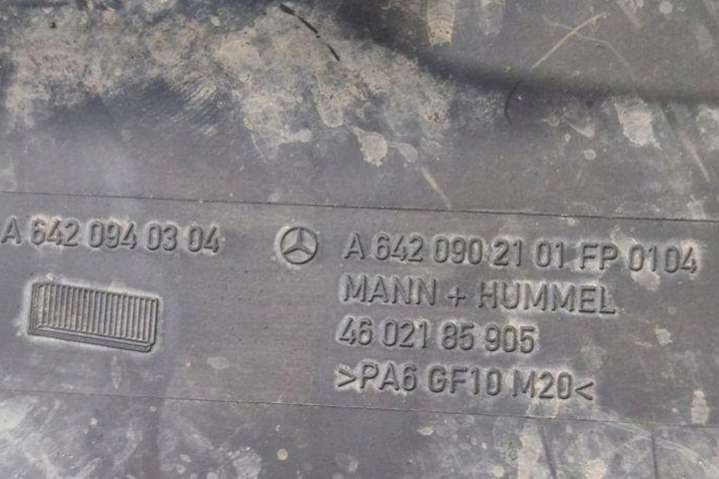 A 642 094 03 04
A 642 090 21 01 FP 0104
MANN + HUMMEL
46 021 85 905
>PA6 GF10 M20<